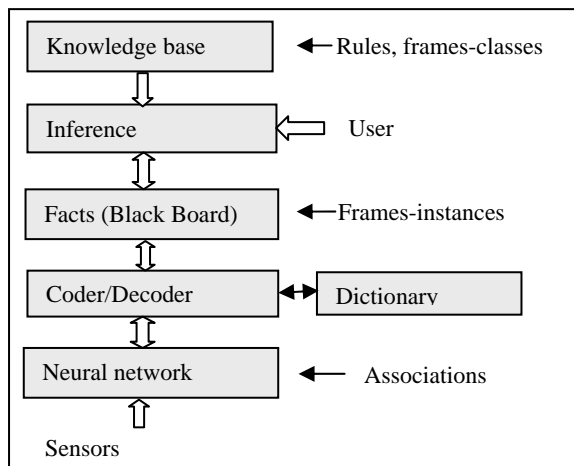 Knowledge base
Rules, frames-classes
Inference
User
Facts (Black Board)
Frames-instances
Coder/Decoder
Dictionary
Neural network
Associations
Sensors